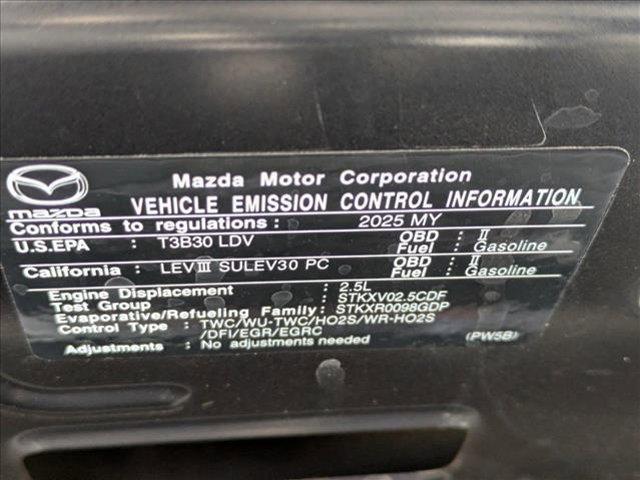 Mazda Motor Corporation
mazda VEHICLE EMISSION CONTROL INFORMATION
Conforms to regulations : 2025 MY
U.S.EPA : T3B30 LDV OBD : II
Fuel : Gasoline
California : LEVIII SULEV30 PC OBD : II
Fuel : Gasoline
Engine Displacement : 2.5L
Test Group : STKXV02.5CDF
Evaporative/Refueling Family: STKXR0098GDP
Control Type : TWC/WU-TWC/HO2S/WR-HO2S
/DFI/EGR/EGRC
Adjustments : No adjustments needed (PW5B)